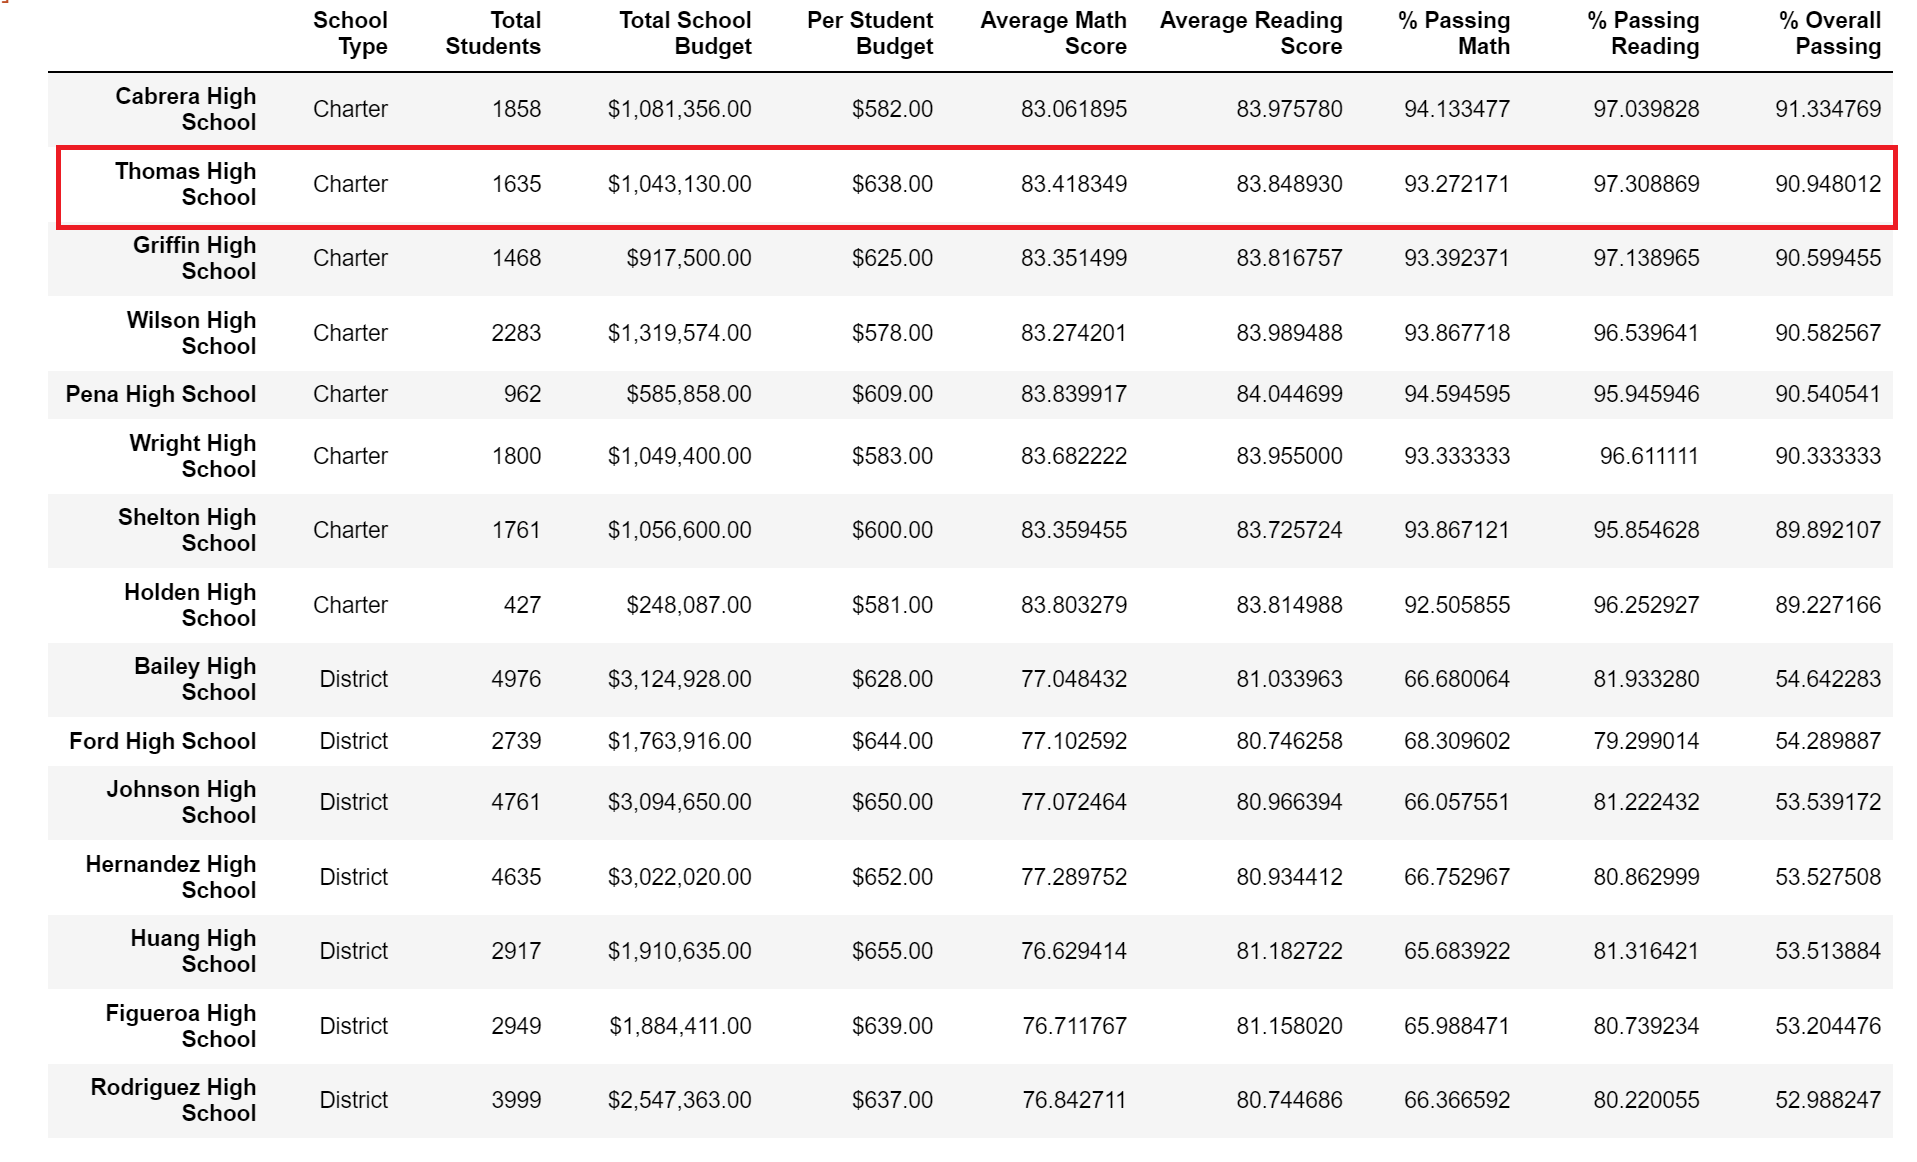 School Type Total Students Total School Budget Per Student Budget Average Math Score Average Reading Score % Passing Math % Passing Reading % Overall Passing
Cabrera High School Charter 1858 $1,081,356.00 $582.00 83.061895 83.975780 94.133477 97.039828 91.334769
Thomas High School Charter 1635 $1,043,130.00 $638.00 83.418349 83.848930 93.272171 97.308869 90.948012
Griffin High School Charter 1468 $917,500.00 $625.00 83.351499 83.816757 93.392371 97.138965 90.599455
Wilson High School Charter 2283 $1,319,574.00 $578.00 83.274201 83.989488 93.867718 96.539641 90.582567
Pena High School Charter 962 $585,858.00 $609.00 83.839917 84.044699 94.594595 95.945946 90.540541
Wright High School Charter 1800 $1,049,400.00 $583.00 83.682222 83.955000 93.333333 96.611111 90.333333
Shelton High School Charter 1761 $1,056,600.00 $600.00 83.359455 83.725724 93.867121 95.854628 89.892107
Holden High School Charter 427 $248,087.00 $581.00 83.803279 83.814988 92.505855 96.252927 89.227166
Bailey High School District 4976 $3,124,928.00 $628.00 77.048432 81.033963 66.680064 81.933280 54.642283
Ford High School District 2739 $1,763,916.00 $644.00 77.102592 80.746258 68.309602 79.299014 54.289887
Johnson High School District 4761 $3,094,650.00 $650.00 77.072464 80.966394 66.057551 81.222432 53.539172
Hernandez High School District 4635 $3,022,020.00 $652.00 77.289752 80.934412 66.752967 80.862999 53.527508
Huang High School District 2917 $1,910,635.00 $655.00 76.629414 81.182722 65.683922 81.316421 53.513884
Figueroa High School District 2949 $1,884,411.00 $639.00 76.711767 81.158020 65.988471 80.739234 53.204476
Rodriguez High School District 3999 $2,547,363.00 $637.00 76.842711 80.744686 66.366592 80.220055 52.988247